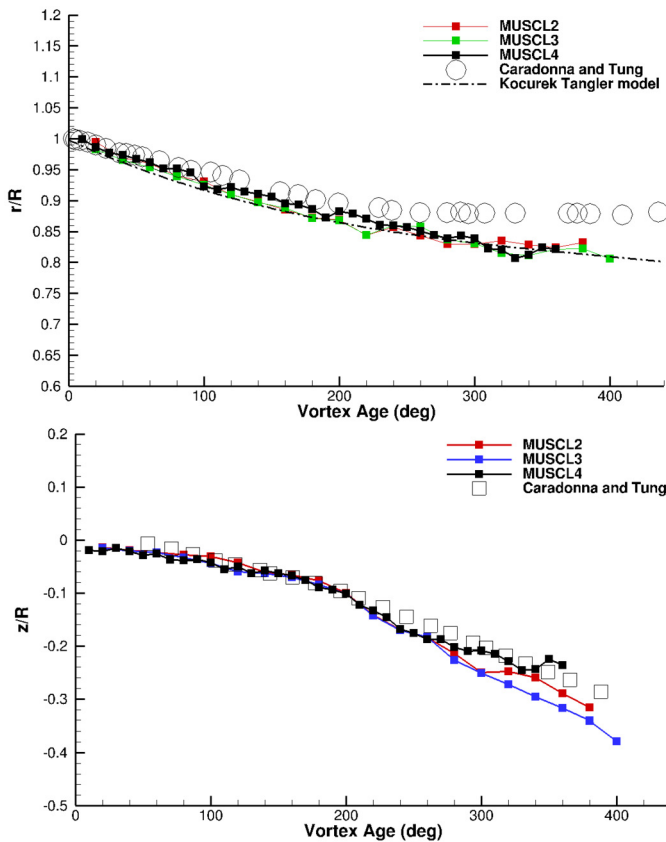 1.2
1.15
1.1
1.05
1
0.95
0.9
0.85
0.8
0.75
0.7
0.65
0.6
r/R
MUSCL2
MUSCL3
MUSCL4
Caradonna and Tung
Kocurek Tangler model
0 100 200 300 400
Vortex Age (deg)
0.2
0.1
0
-0.1
-0.2
-0.3
-0.4
-0.5
z/R
MUSCL2
MUSCL3
MUSCL4
Caradonna and Tung
0 100 200 300 400
Vortex Age (deg)